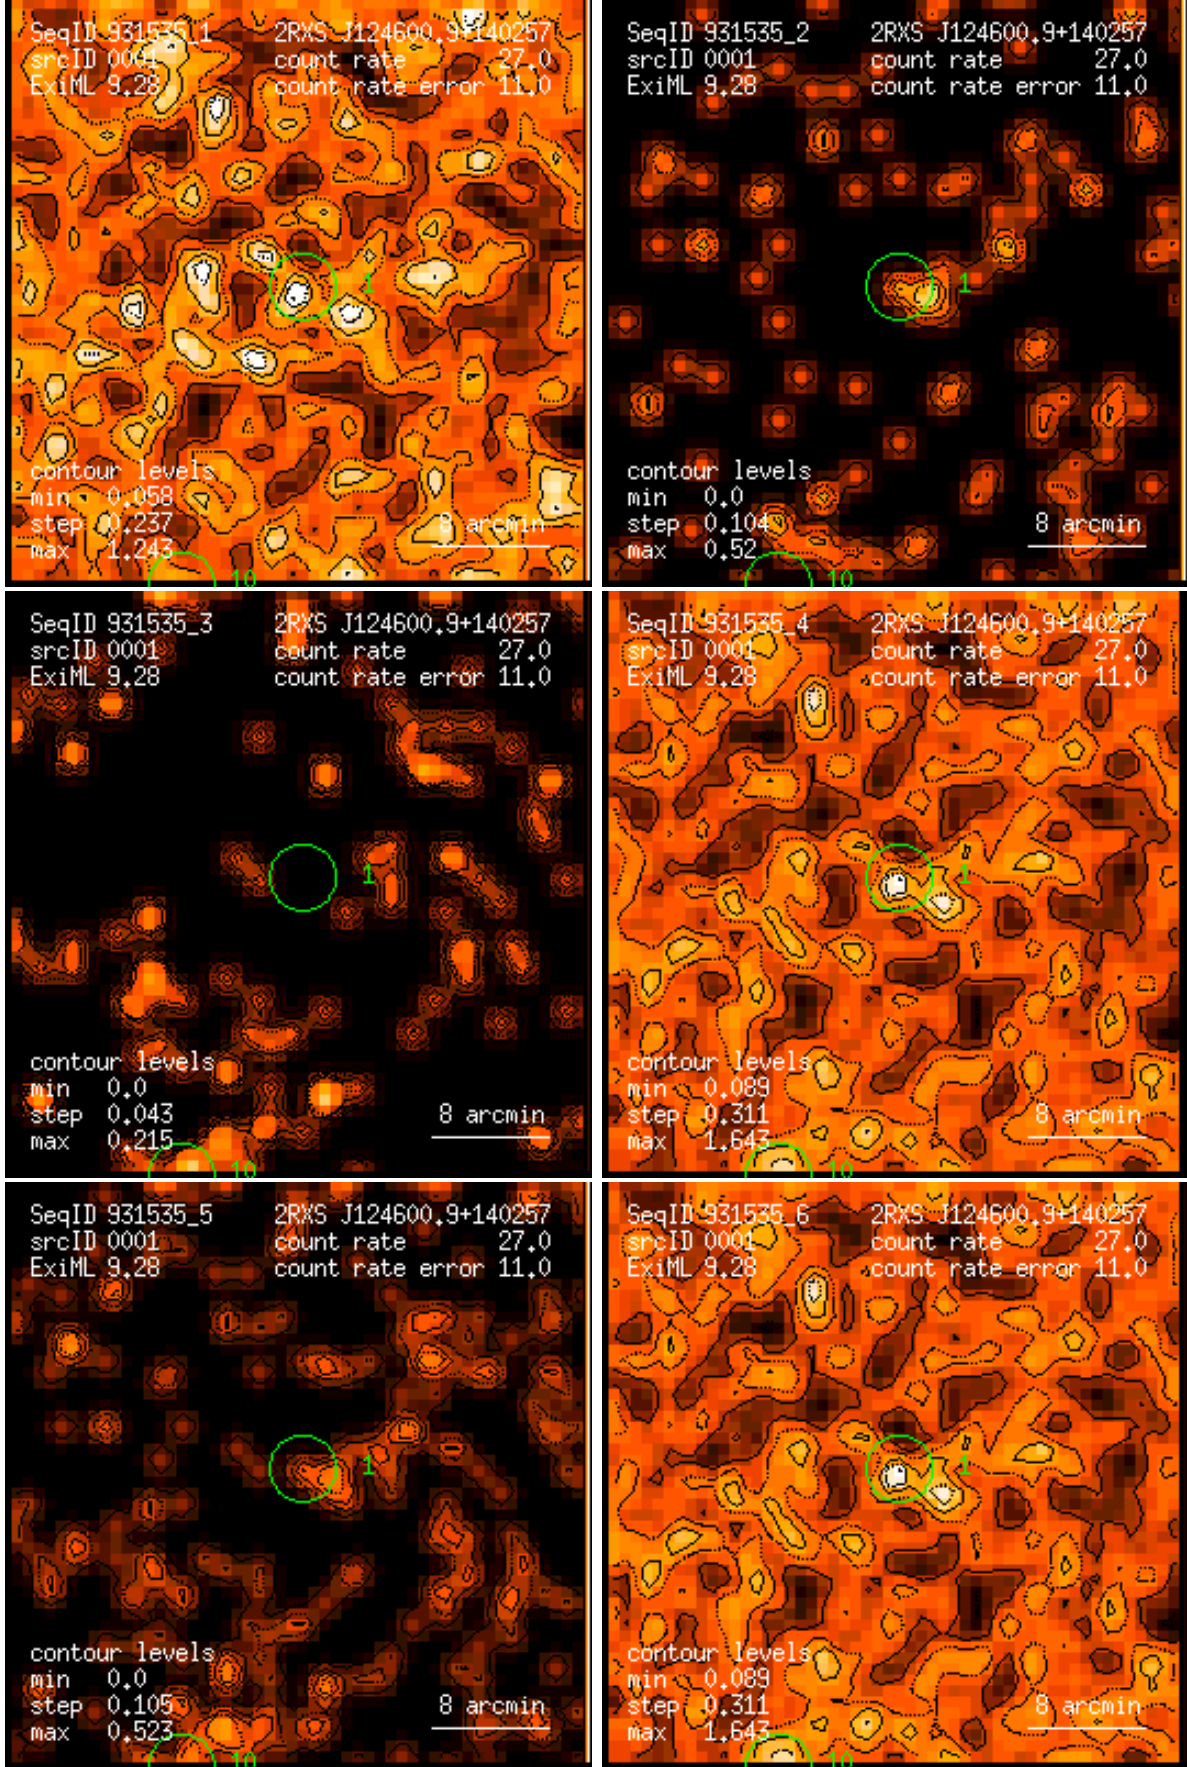 SeqID 931535_1 2RXS J124600.9+140257
srcID 0001 count rate 27.0
ExiML 9.28 count rate error 11.0
1
contour levels
min 0.058
step 0.237
max 1.243
8 arcmin
10
SeqID 931535_2 2RXS J124600.9+140257
srcID 0001 count rate 27.0
ExiML 9.28 count rate error 11.0
1
contour levels
min 0.0
step 0.104
max 0.52
8 arcmin
10
SeqID 931535_3 2RXS J124600.9+140257
srcID 0001 count rate 27.0
ExiML 9.28 count rate error 11.0
1
contour levels
min 0.0
step 0.043
max 0.215
8 arcmin
10
SeqID 931535_4 2RXS J124600.9+140257
srcID 0001 count rate 27.0
ExiML 9.28 count rate error 11.0
1
contour levels
min 0.089
step 0.311
max 1.643
8 arcmin
10
SeqID 931535_5 2RXS J124600.9+140257
srcID 0001 count rate 27.0
ExiML 9.28 count rate error 11.0
1
contour levels
min 0.0
step 0.105
max 0.523
8 arcmin
10
SeqID 931535_6 2RXS J124600.9+140257
srcID 0001 count rate 27.0
ExiML 9.28 count rate error 11.0
1
contour levels
min 0.089
step 0.311
max 1.643
8 arcmin
10